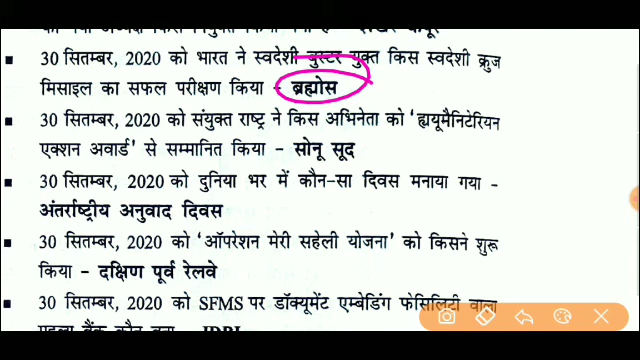 30 सितम्बर, 2020 को भारत ने स्वदेशी बुस्टर युक्त किस स्वदेशी क्रुज
मिसाइल का सफल परीक्षण किया - ब्रह्मोस
30 सितम्बर, 2020 को संयुक्त राष्ट्र ने किस अभिनेता को ‘ह्ययूमैनिटेरियन
एक्शन अवार्ड’ से सम्मानित किया – सोनू सूद
30 सितम्बर, 2020 को दुनिया भर में कौन-सा दिवस मनाया गया -
अंतर्राष्ट्रीय अनुवाद दिवस
30 सितम्बर, 2020 को ‘ऑपरेशन मेरी सहेली योजना’ को किसने शुरू
किया – दक्षिण पूर्व रेलवे
30 सितम्बर, 2020 को SFMS पर डॉक्यूमेंट एम्बेडिंग फेसिलिटी वाला